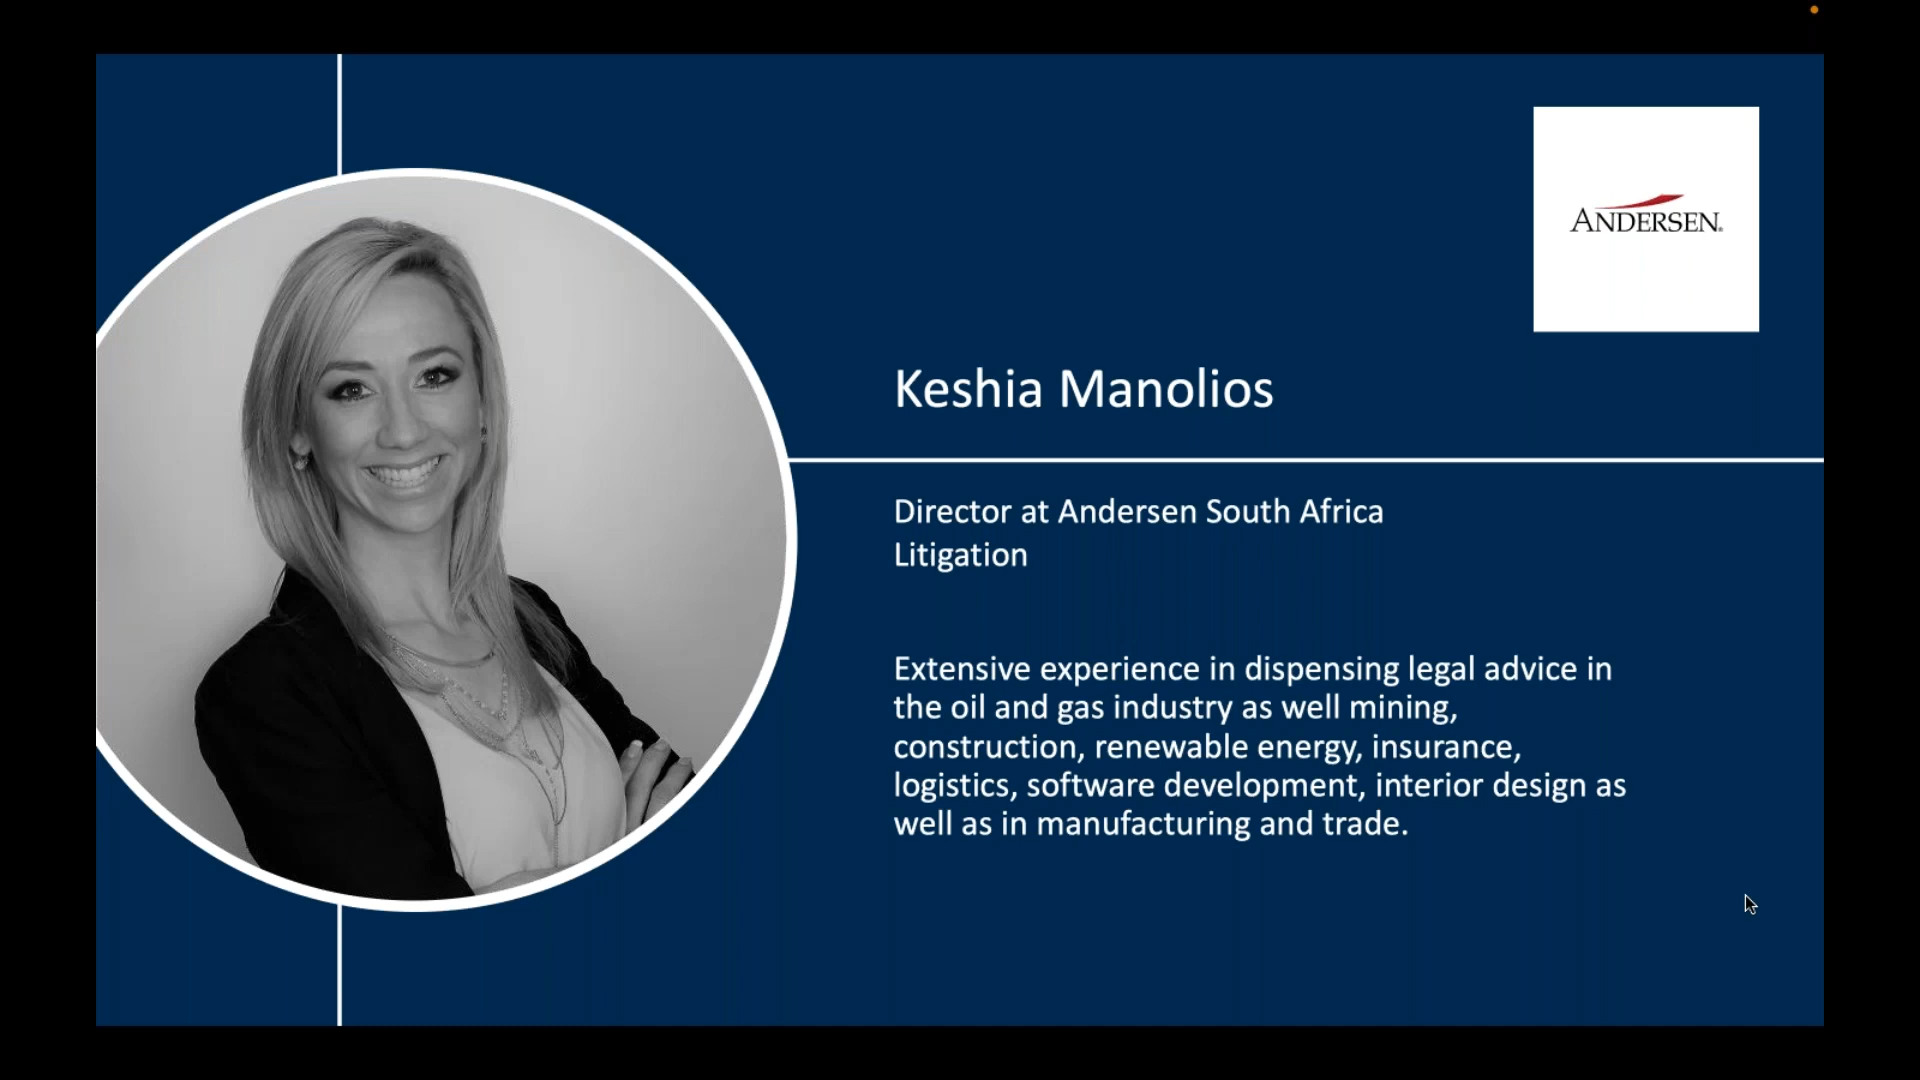 ANDERSEN®
Keshia Manolios
Director at Andersen South Africa
Litigation
Extensive experience in dispensing legal advice in
the oil and gas industry as well mining,
construction, renewable energy, insurance,
logistics, software development, interior design as
well as in manufacturing and trade.